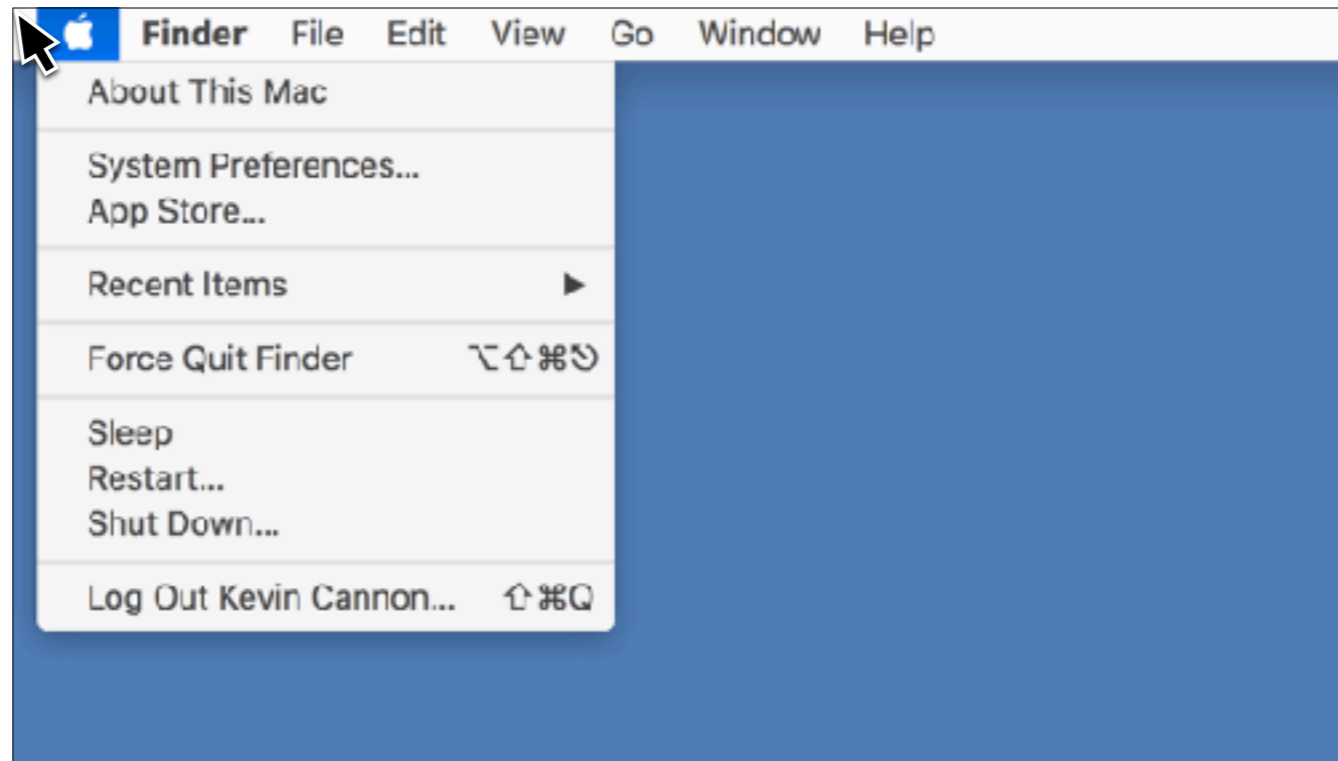 Finder File Edit View Go Window Help
About This Mac
System Preferences...
App Store...
Recent Items ▶
Force Quit Finder ⌥⇧⌘⎋
Sleep
Restart...
Shut Down...
Log Out Kevin Cannon... ⇧⌘Q